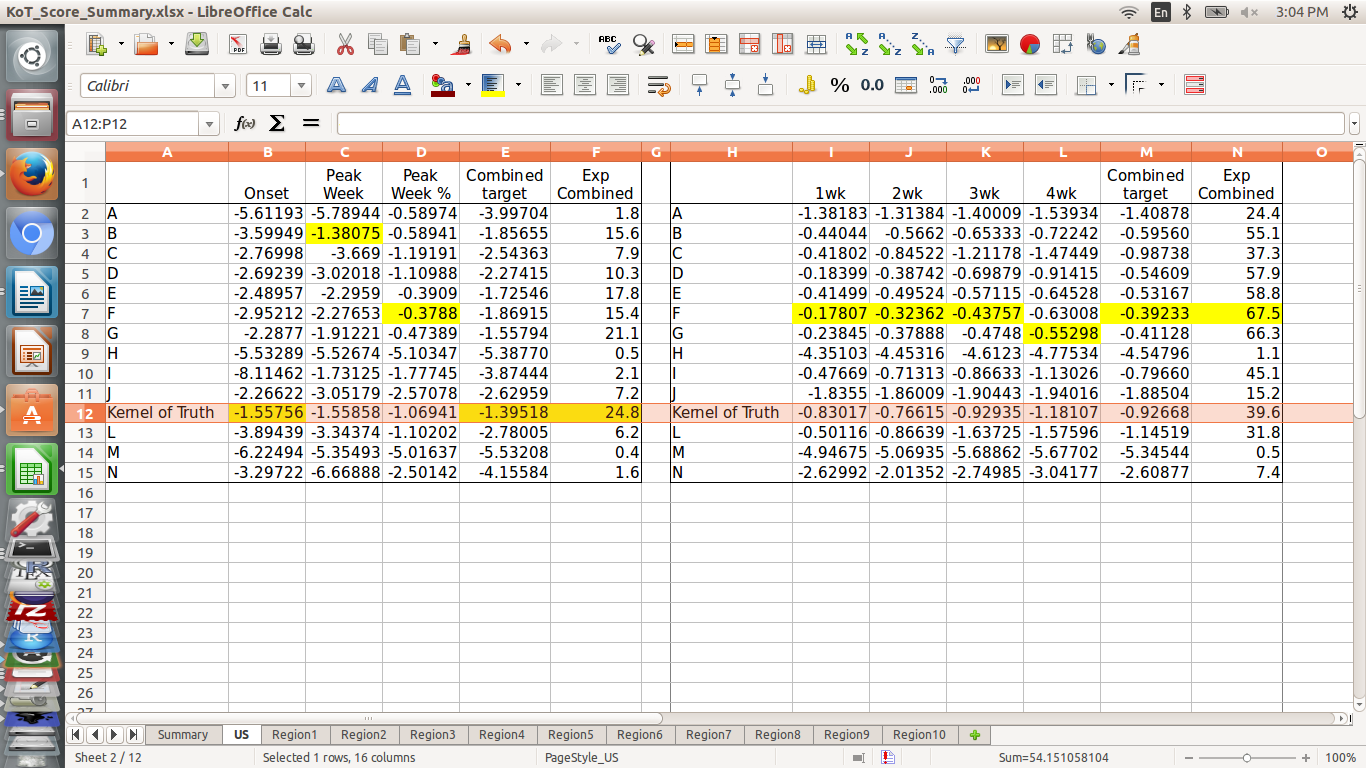 KoT_Score_Summary.xlsx - LibreOffice Calc En 3:04 PM
PDF ABC
Calibri 11 % 0.0
A12:P12 f(x) Σ =
A B C D E F G H I J K L M N O
1 Onset Peak Week Peak Week % Combined target Exp Combined 1wk 2wk 3wk 4wk Combined target Exp Combined
2 A -5.61193 -5.78944 -0.58974 -3.99704 1.8 A -1.38183 -1.31384 -1.40009 -1.53934 -1.40878 24.4
3 B -3.59949 -1.38075 -0.58941 -1.85655 15.6 B -0.44044 -0.5662 -0.65333 -0.72242 -0.59560 55.1
4 C -2.76998 -3.669 -1.19191 -2.54363 7.9 C -0.41802 -0.84522 -1.21178 -1.47449 -0.98738 37.3
5 D -2.69239 -3.02018 -1.10988 -2.27415 10.3 D -0.18399 -0.38742 -0.69879 -0.91415 -0.54609 57.9
6 E -2.48957 -2.2959 -0.3909 -1.72546 17.8 E -0.41499 -0.49524 -0.57115 -0.64528 -0.53167 58.8
7 F -2.95212 -2.27653 -0.3788 -1.86915 15.4 F -0.17807 -0.32362 -0.43757 -0.63008 -0.39233 67.5
8 G -2.2877 -1.91221 -0.47389 -1.55794 21.1 G -0.23845 -0.37888 -0.4748 -0.55298 -0.41128 66.3
9 H -5.53289 -5.52674 -5.10347 -5.38770 0.5 H -4.35103 -4.45316 -4.6123 -4.77534 -4.54796 1.1
10 I -8.11462 -1.73125 -1.77745 -3.87444 2.1 I -0.47669 -0.71313 -0.86633 -1.13026 -0.79660 45.1
11 J -2.26622 -3.05179 -2.57078 -2.62959 7.2 J -1.8355 -1.86009 -1.90443 -1.94016 -1.88504 15.2
12 Kernel of Truth -1.55756 -1.55858 -1.06941 -1.39518 24.8 Kernel of Truth -0.83017 -0.76615 -0.92935 -1.18107 -0.92668 39.6
13 L -3.89439 -3.34374 -1.10202 -2.78005 6.2 L -0.50116 -0.86639 -1.63725 -1.57596 -1.14519 31.8
14 M -6.22494 -5.35493 -5.01637 -5.53208 0.4 M -4.94675 -5.06935 -5.68862 -5.67702 -5.34544 0.5
15 N -3.29722 -6.66888 -2.50142 -4.15584 1.6 N -2.62992 -2.01352 -2.74985 -3.04177 -2.60877 7.4
16
17
18
19
20
21
22
23
24
25
26
27
Summary US Region1 Region2 Region3 Region4 Region5 Region6 Region7 Region8 Region9 Region10
Sheet 2 / 12 Selected 1 rows, 16 columns PageStyle_US Sum=54.151058104 100%